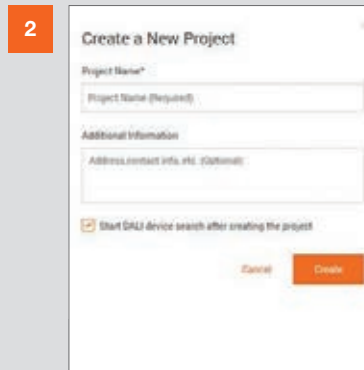 2
Create a New Project
Project Name*
Project Name (Required)
Additional Information
Address,contact info, etc. (Optional)
Start DALI device search after creating the project
Cancel
Create